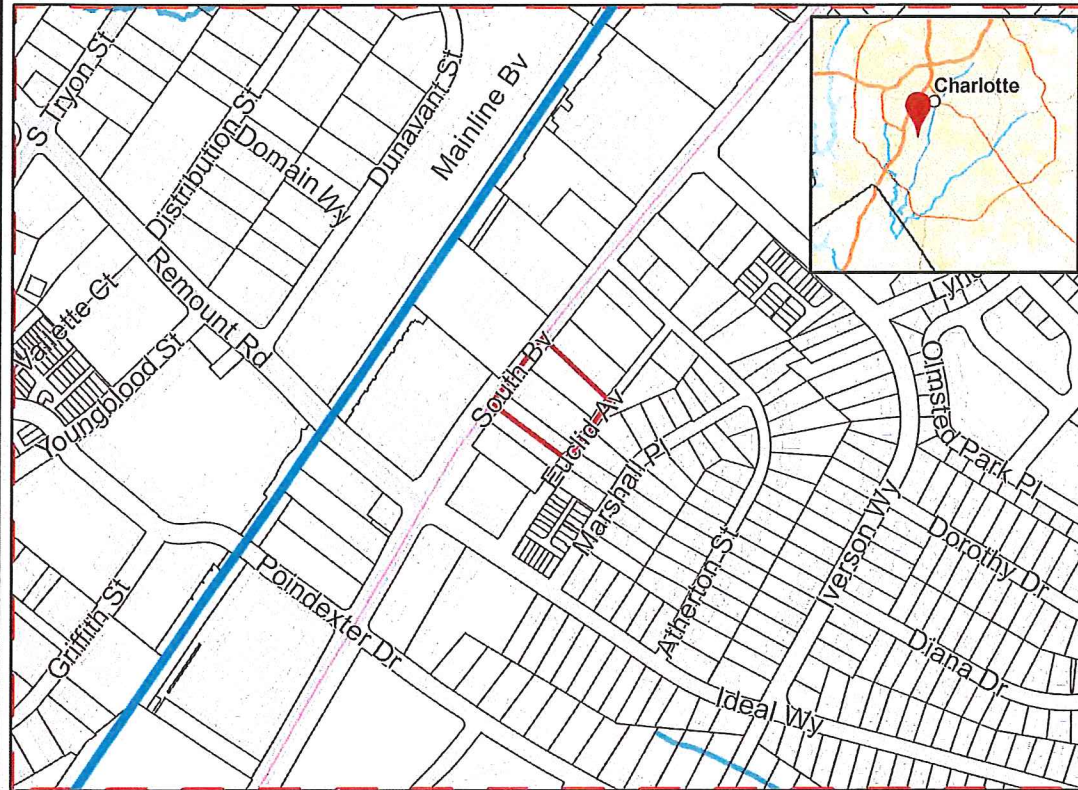 S Tryon St
Distribution St
Domain Wy
Dunavant St
Mainline Bv
Charlotte
Remount Rd
Vallette Ct
Youngblood St
South Bv
Euclid Av
Marshall Pl
Olmsted Park Pl
Iverson Wy
Dorothy Dr
Diana Dr
Atherton St
Poindexter Dr
Griffith St
Ideal Wy